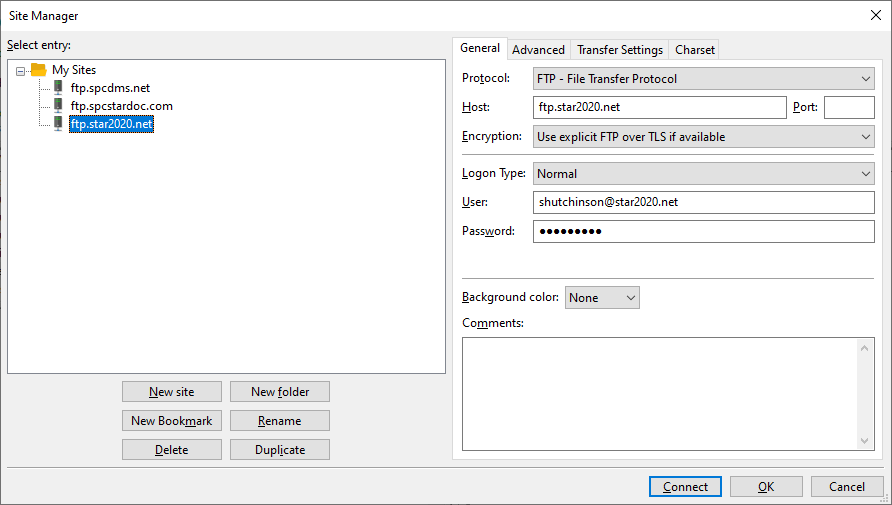 Site Manager
Select entry:
My Sites
ftp.spcdms.net
ftp.spcstardoc.com
ftp.star2020.net
New site
New folder
New Bookmark
Rename
Delete
Duplicate
General
Advanced
Transfer Settings
Charset
Protocol:
FTP - File Transfer Protocol
Host:
ftp.star2020.net
Port:
Encryption:
Use explicit FTP over TLS if available
Logon Type:
Normal
User:
shutchinson@star2020.net
Password:
●●●●●●●●●
Background color:
None
Comments:
Connect
OK
Cancel